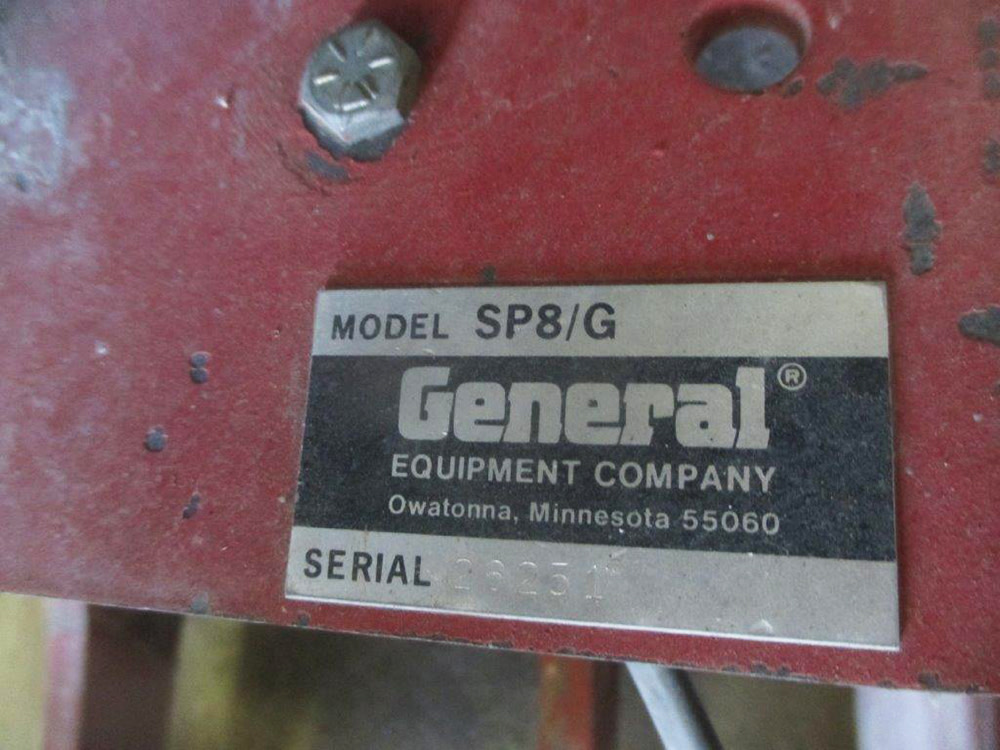 MODEL SP8/G
General®
EQUIPMENT COMPANY
Owatonna, Minnesota 55060
SERIAL